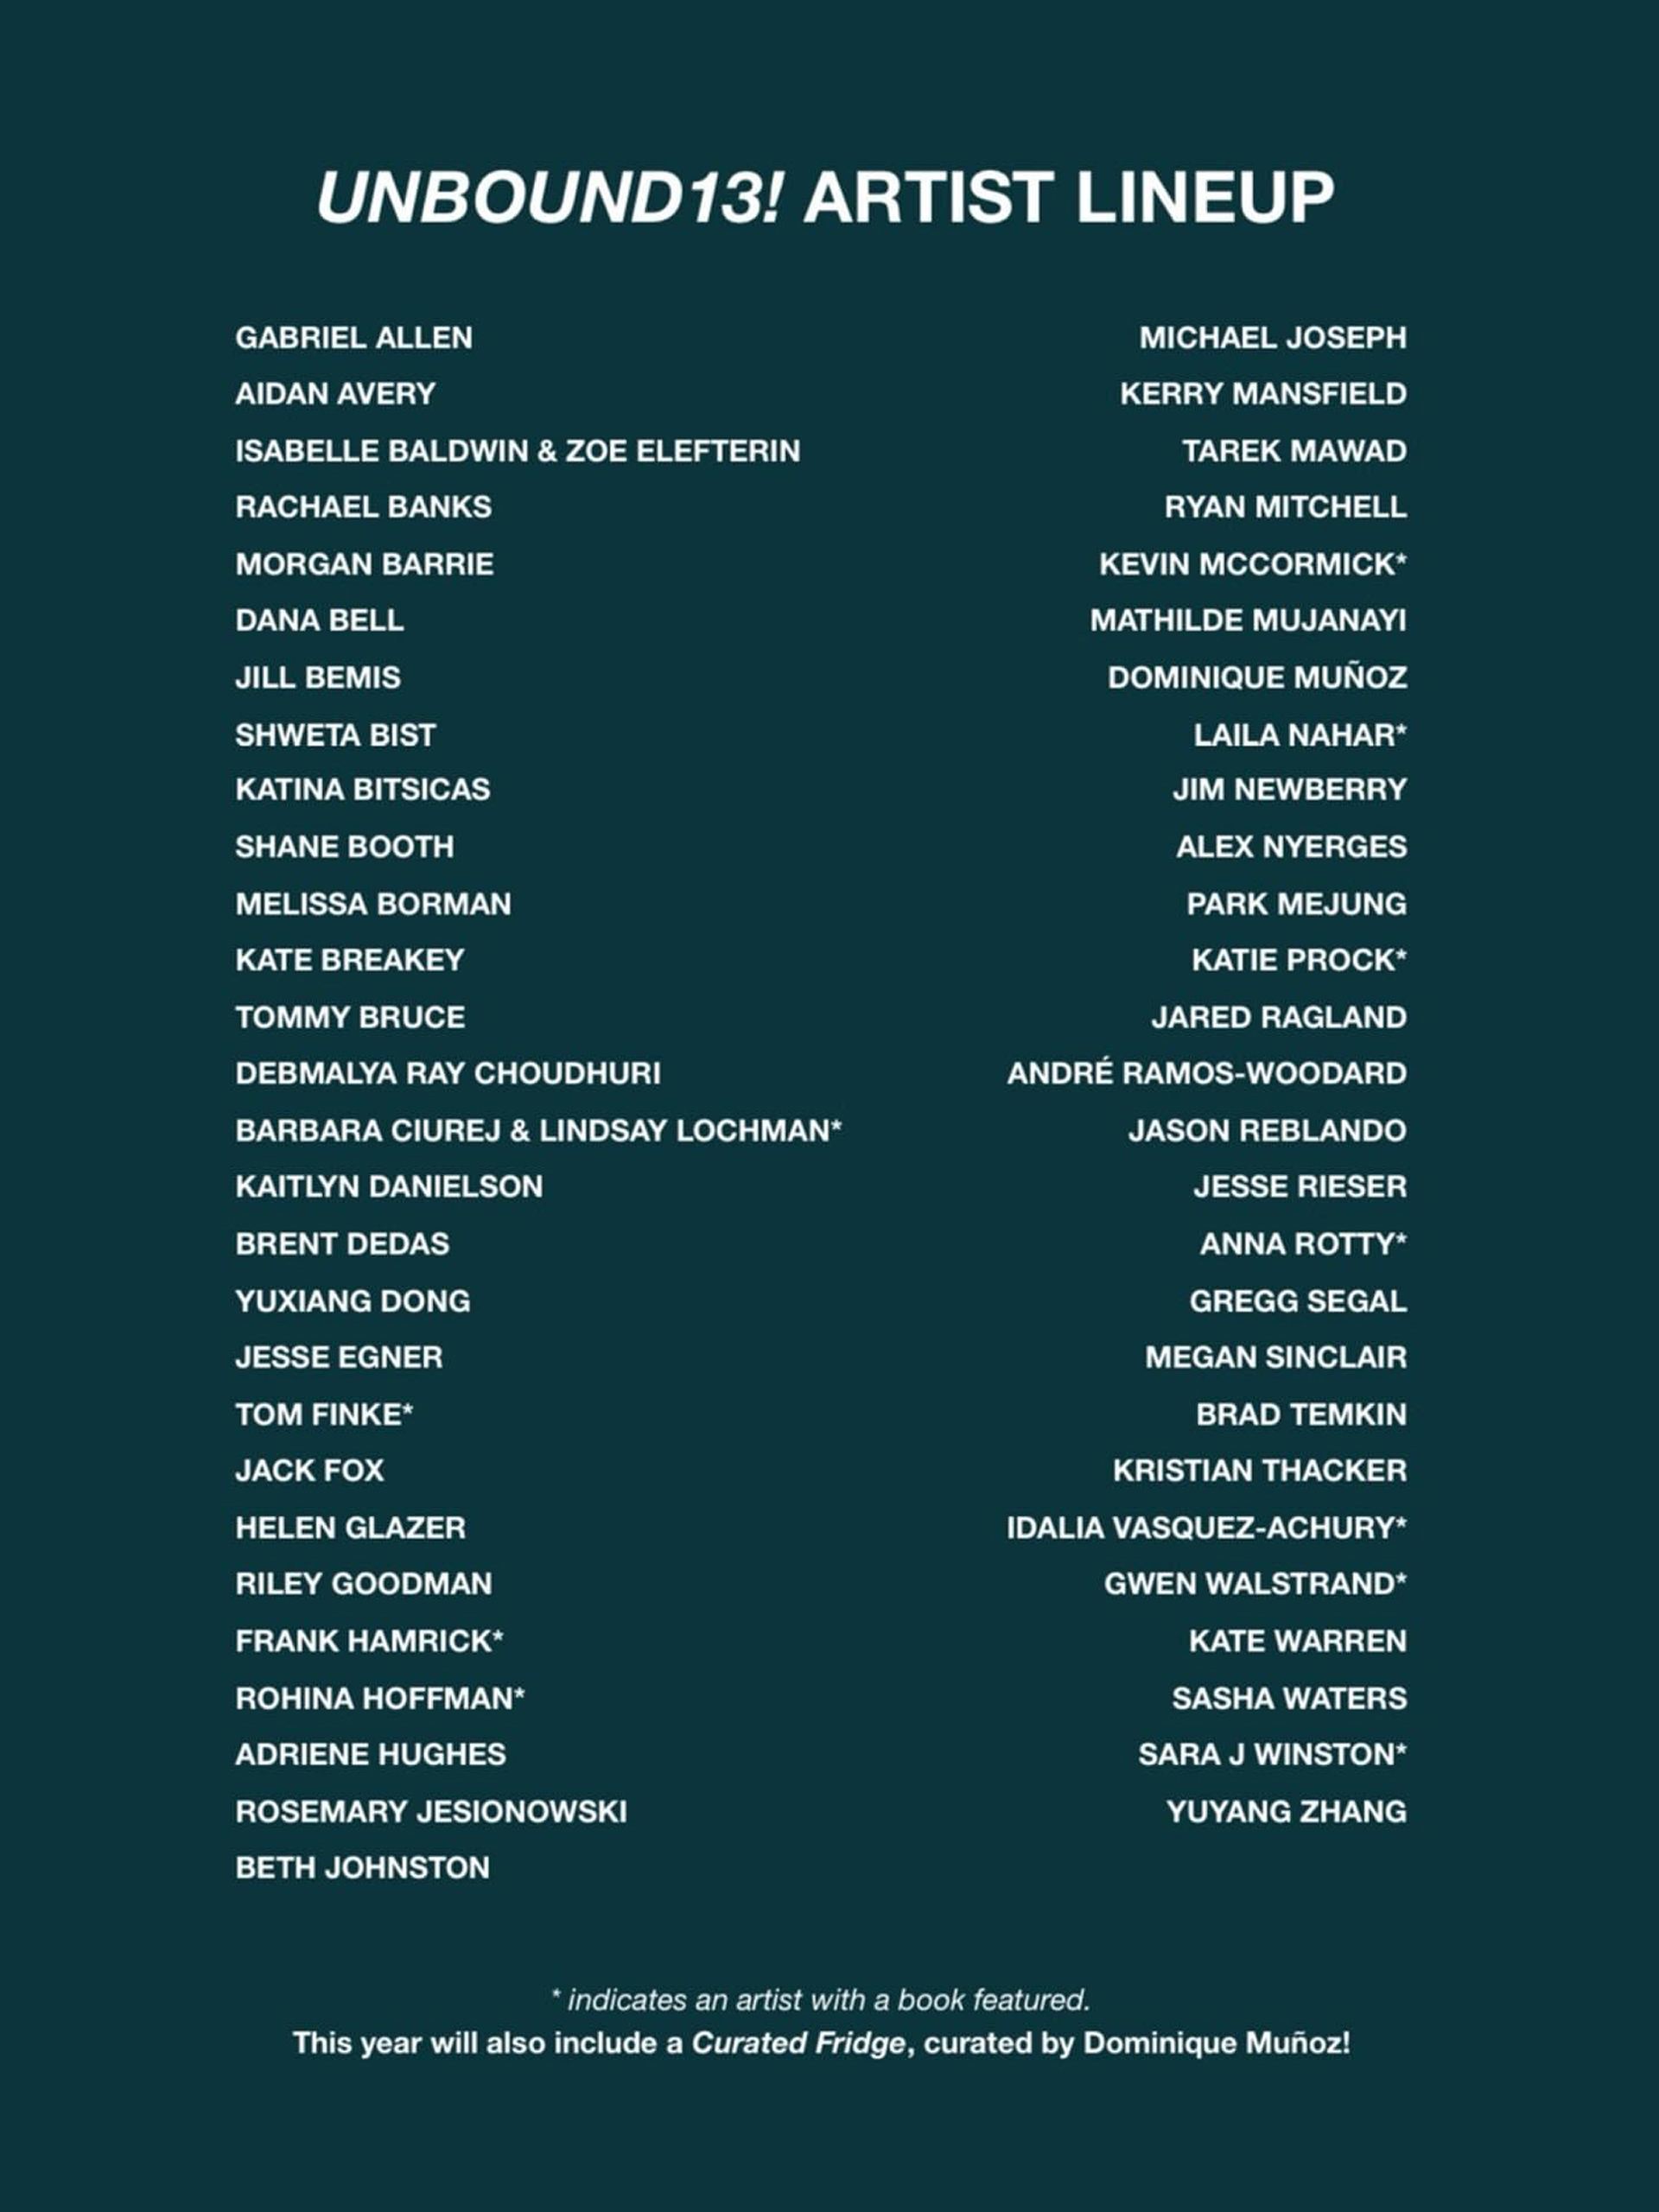 UNBOUND13! ARTIST LINEUP
GABRIEL ALLEN
AIDAN AVERY
ISABELLE BALDWIN & ZOE ELEFTERIN
RACHAEL BANKS
MORGAN BARRIE
DANA BELL
JILL BEMIS
SHWETA BIST
KATINA BITSICAS
SHANE BOOTH
MELISSA BORMAN
KATE BREAKEY
TOMMY BRUCE
DEBMALYA RAY CHOUDHURI
BARBARA CIUREJ & LINDSAY LOCHMAN*
KAITLYN DANIELSON
BRENT DEDAS
YUXIANG DONG
JESSE EGNER
TOM FINKE*
JACK FOX
HELEN GLAZER
RILEY GOODMAN
FRANK HAMRICK*
ROHINA HOFFMAN*
ADRIENE HUGHES
ROSEMARY JESIONOWSKI
BETH JOHNSTON
MICHAEL JOSEPH
KERRY MANSFIELD
TAREK MAWAD
RYAN MITCHELL
KEVIN MCCORMICK*
MATHILDE MUJANAYI
DOMINIQUE MUÑOZ
LAILA NAHAR*
JIM NEWBERRY
ALEX NYERGES
PARK MEJUNG
KATIE PROCK*
JARED RAGLAND
ANDRÉ RAMOS-WOODARD
JASON REBLANDO
JESSE RIESER
ANNA ROTTY*
GREGG SEGAL
MEGAN SINCLAIR
BRAD TEMKIN
KRISTIAN THACKER
IDALIA VASQUEZ-ACHURY*
GWEN WALSTRAND*
KATE WARREN
SASHA WATERS
SARA J WINSTON*
YUYANG ZHANG
* indicates an artist with a book featured.
This year will also include a Curated Fridge, curated by Dominique Muñoz!